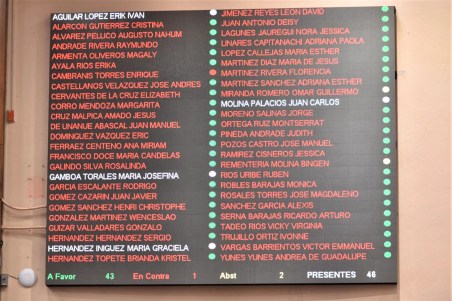 AGUILAR LOPEZ ERIK IVAN
ALARCON GUTIERREZ CRISTINA
ALVAREZ PELLICO AUGUSTO NAHUM
ANDRADE RIVERA RAYMUNDO
ARMENTA OLIVEROS MAGALY
AYALA RIOS ERIKA
CAMBRANIS TORRES ENRIQUE
CASTELLANOS VELAZQUEZ JOSE ANDRES
CERVANTES DE LA CRUZ ELIZABETH
CORRO MENDOZA MARGARITA
CRUZ MALPICA AMADO JESUS
DE UNANUE ABASCAL JUAN MANUEL
DOMINGUEZ VAZQUEZ ERIC
FERRAEZ CENTENO ANA MIRIAM
FRANCISCO DOCE MARIA CANDELAS
GALINDO SILVA ROSALINDA
GAMBOA TORALES MARIA JOSEFINA
GARCIA ESCALANTE RODRIGO
GOMEZ CAZARIN JUAN JAVIER
GOMEZ SANCHEZ HENRI CHRISTOPHE
GONZALEZ MARTINEZ WENCESLAO
GUIZAR VALLADARES GONZALO
HERNANDEZ HERNANDEZ SERGIO
HERNANDEZ IÑIGUEZ MARIA GRACIELA
HERNANDEZ TOPETE BRIANDA KRISTEL
JIMENEZ REYES LEON DAVID
JUAN ANTONIO DEISY
LAGUNES JAUREGUI NORA JESSICA
LINARES CAPITANACHI ADRIANA PAOLA
LOPEZ CALLEJAS MARIA ESTHER
MARTINEZ DIAZ MARIA DE JESUS
MARTINEZ RIVERA FLORENCIA
MARTINEZ SANCHEZ ADRIANA ESTHER
MIRANDA ROMERO OMAR GUILLERMO
MOLINA PALACIOS JUAN CARLOS
MORENO SALINAS JORGE
ORTEGA RUIZ MONTSERRAT
PINEDA ANDRADE JUDITH
POZOS CASTRO JOSE MANUEL
RAMIREZ CISNEROS JESSICA
REMENTERIA MOLINA BINGEN
RIOS URIBE RUBEN
ROBLES BARAJAS MONICA
ROSALES TORRES JOSE MAGDALENO
SANCHEZ GARCIA ALEXIS
SERNA BARAJAS RICARDO ARTURO
TADEO RIOS VICKY VIRGINIA
TRUJILLO ORTIZ IVONNE
VARGAS BARRIENTOS VICTOR EMMANUEL
YUNES YUNES ANDREA DE GUADALUPE
A Favor 43 En Contra 1 Abst 2 PRESENTES 46